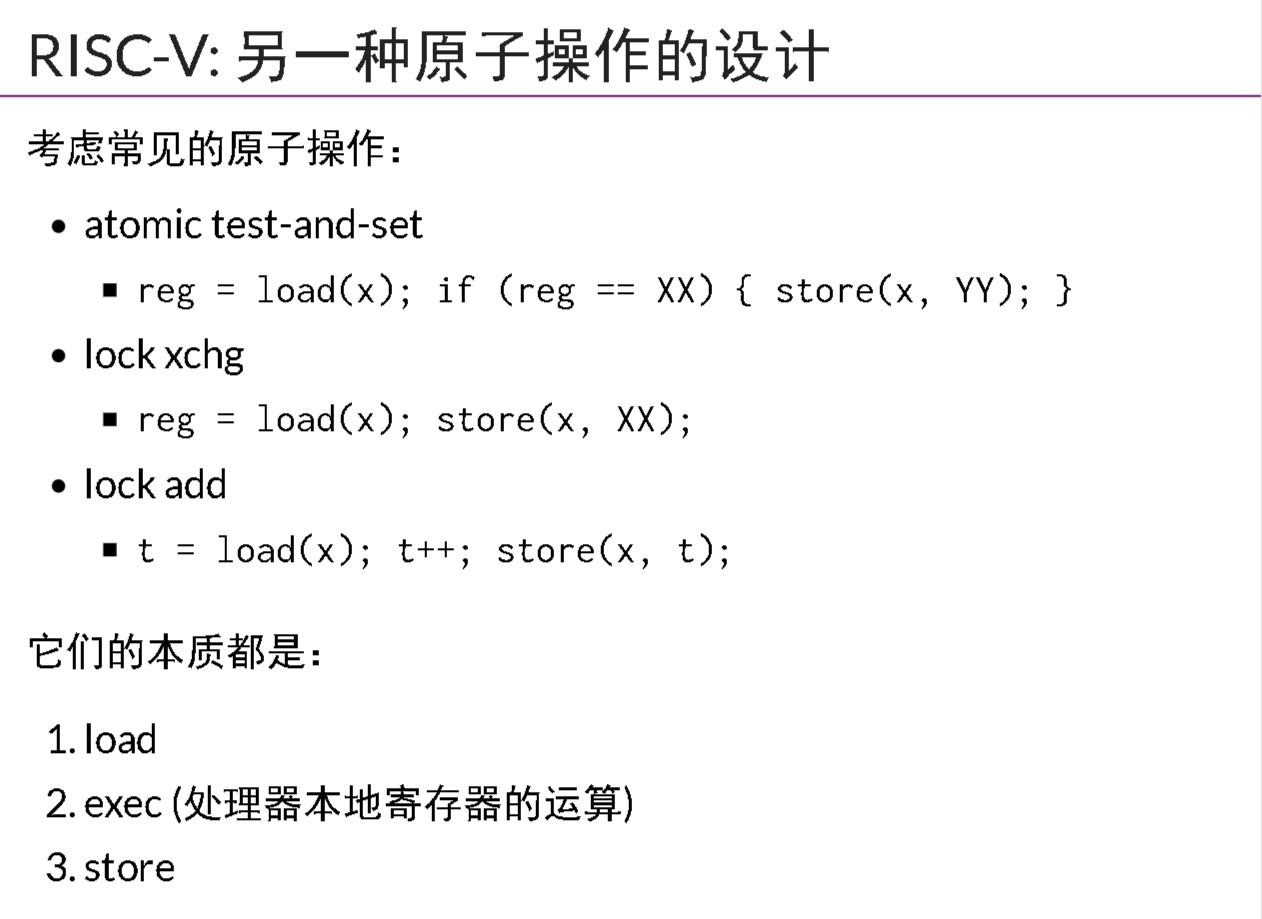 RISC-V: 另一种原子操作的设计
考虑常见的原子操作：
• atomic test-and-set
▪ reg = load(x); if (reg == XX) { store(x, YY); }
• lock xchg
▪ reg = load(x); store(x, XX);
• lock add
▪ t = load(x); t++; store(x, t);
它们的本质都是：
1. load
2. exec (处理器本地寄存器的运算)
3. store